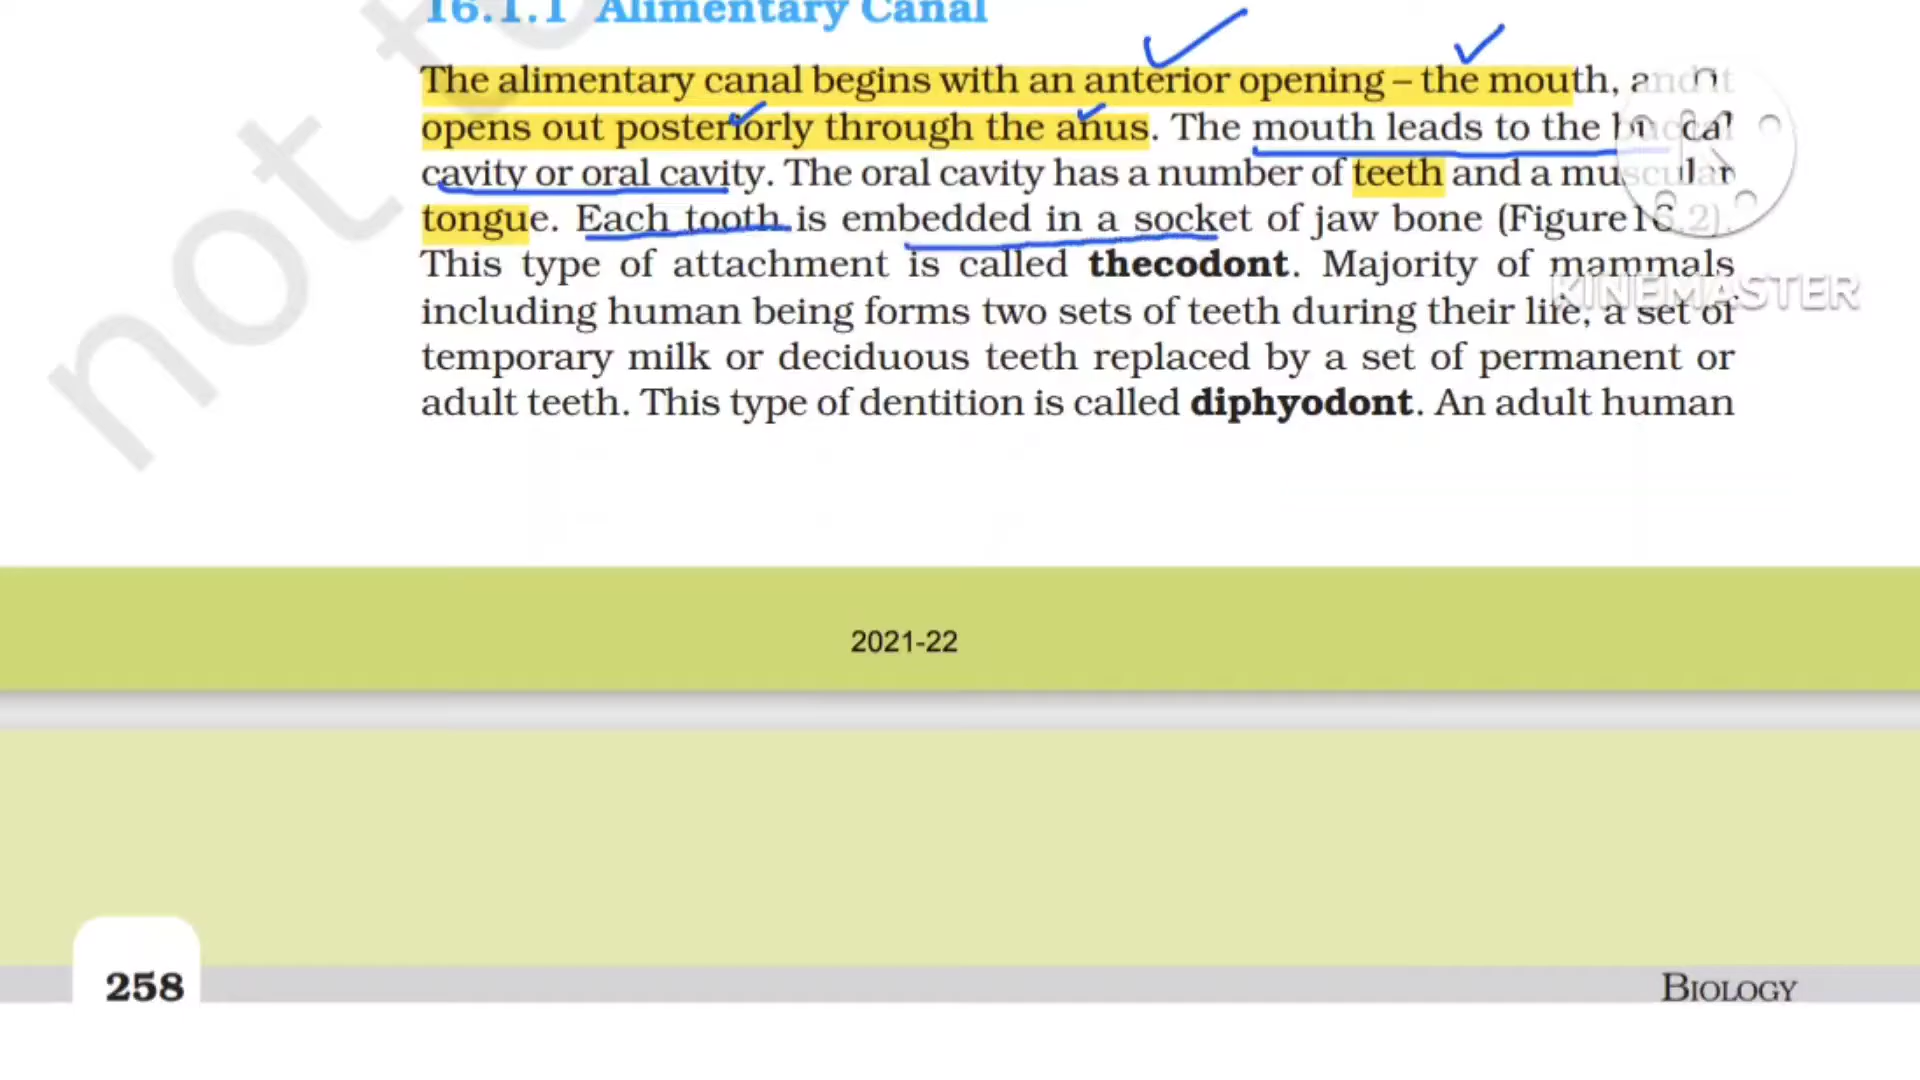 16.1.1 Alimentary Canal
The alimentary canal begins with an anterior opening – the mouth, and it
opens out posteriorly through the anus. The mouth leads to the buccal
cavity or oral cavity. The oral cavity has a number of teeth and a muscular
tongue. Each tooth is embedded in a socket of jaw bone (Figure 16.2).
This type of attachment is called thecodont. Majority of mammals
KINEMASTER
including human being forms two sets of teeth during their life, a set of
temporary milk or deciduous teeth replaced by a set of permanent or
adult teeth. This type of dentition is called diphyodont. An adult human
not
2021-22
258
BIOLOGY